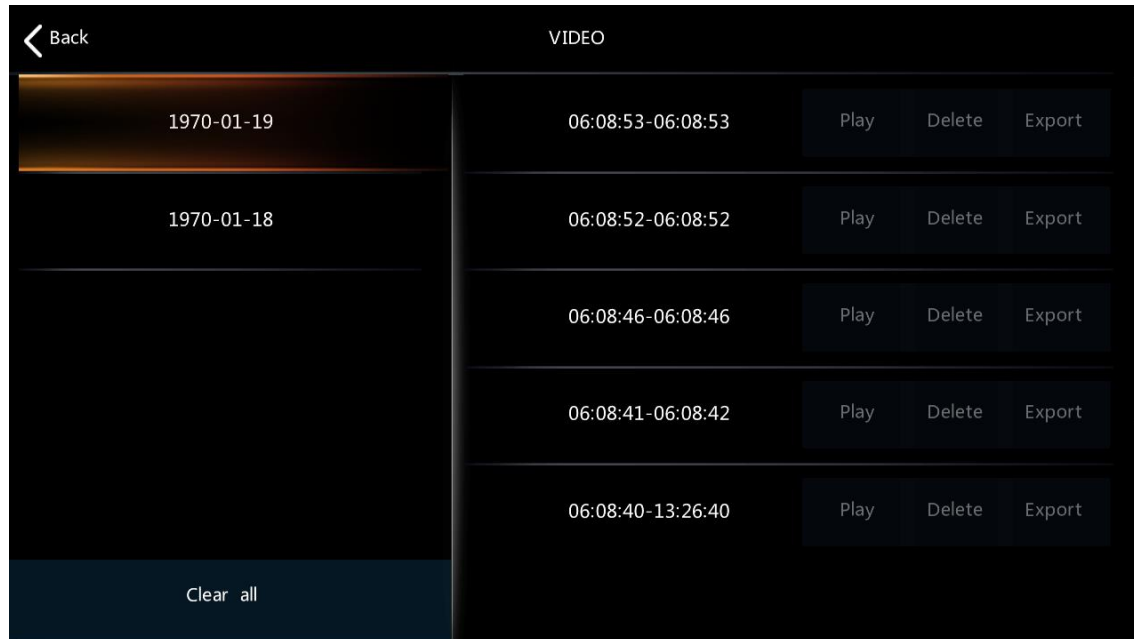 Back
VIDEO
1970-01-19
1970-01-18
Clear all
06:08:53-06:08:53 Play Delete Export
06:08:52-06:08:52 Play Delete Export
06:08:46-06:08:46 Play Delete Export
06:08:41-06:08:42 Play Delete Export
06:08:40-13:26:40 Play Delete Export